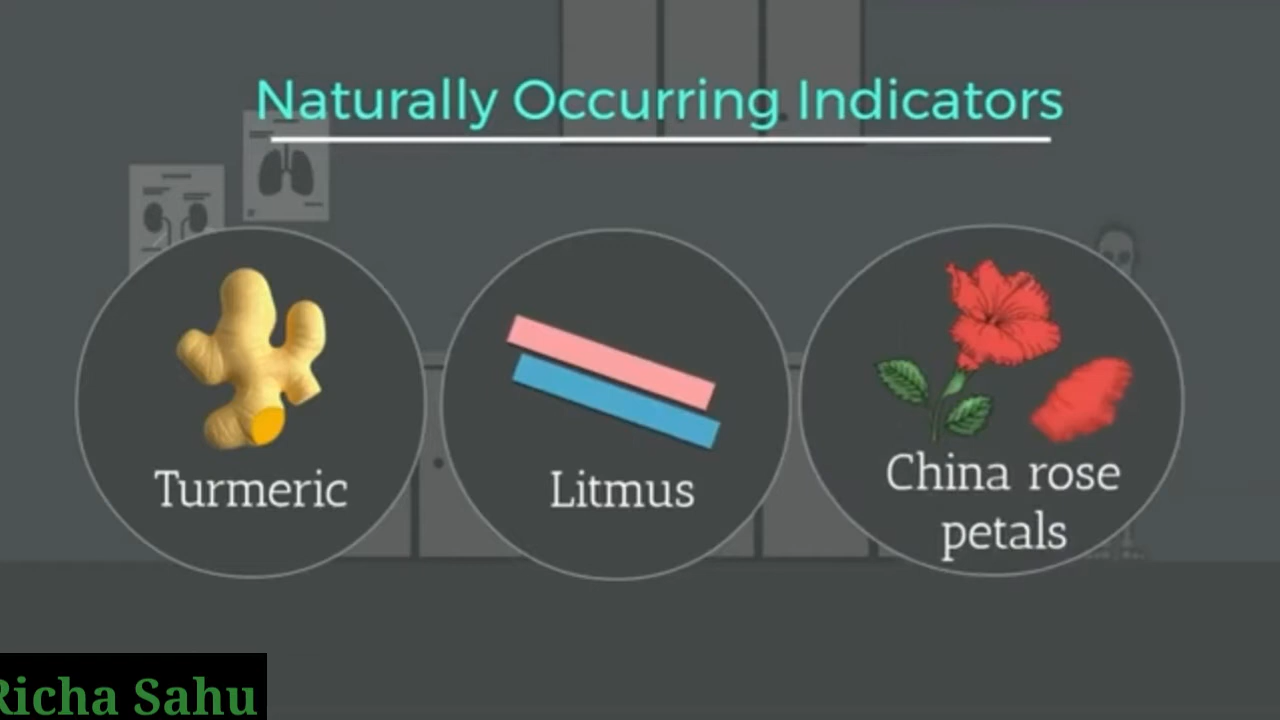 Naturally Occurring Indicators
Turmeric
Litmus
China rose
petals
Richa Sahu